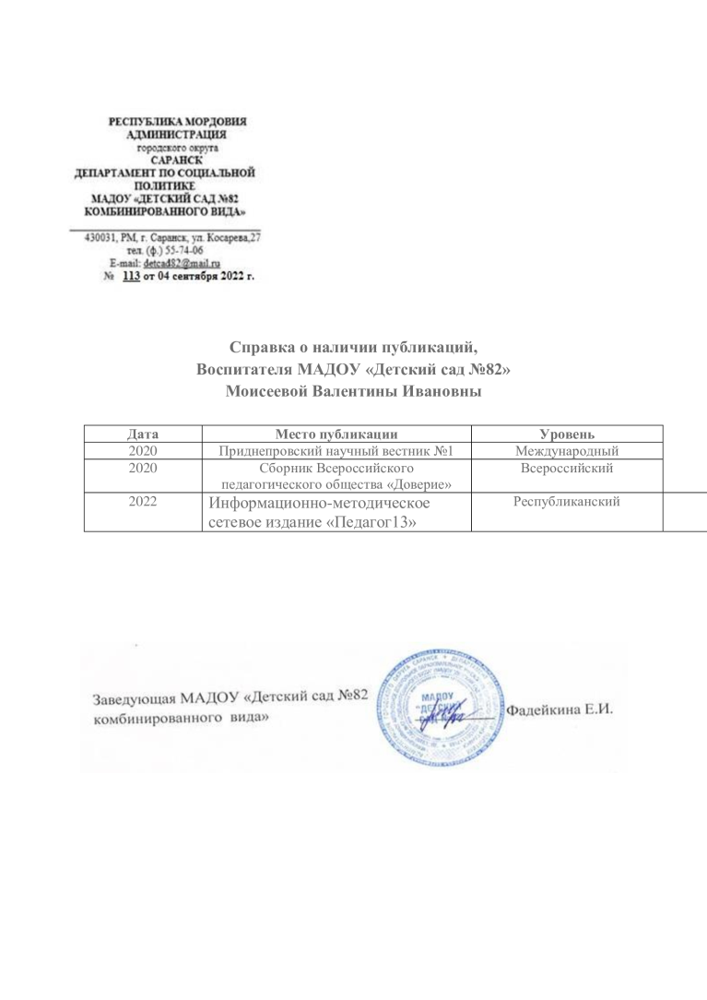 РЕСПУБЛИКА МОРДОВИЯ
АДМИНИСТРАЦИЯ
городского округа
САРАНСК
ДЕПАРТАМЕНТ ПО СОЦИАЛЬНОЙ
ПОЛИТИКЕ
МАДОУ «ДЕТСКИЙ САД №82
КОМБИНИРОВАННОГО ВИДА»
430031, РМ, г. Саранск, ул. Косарева,27
тел. (ф.) 55-74-06
E-mail: detcad82@mail.ru
№ 113 от 04 сентября 2022 г.
Справка о наличии публикаций,
Воспитателя МАДОУ «Детский сад №82»
Моисеевой Валентины Ивановны
Дата Место публикации Уровень
2020 Приднепровский научный вестник №1 Международный
2020 Сборник Всероссийского Всероссийский
педагогического общества «Доверие»
2022 Информационно-методическое Республиканский
сетевое издание «Педагог13»
Заведующая МАДОУ «Детский сад №82
комбинированного вида»
МАДОУ
"ДЕТСКИЙ
Фадейкина Е.И.